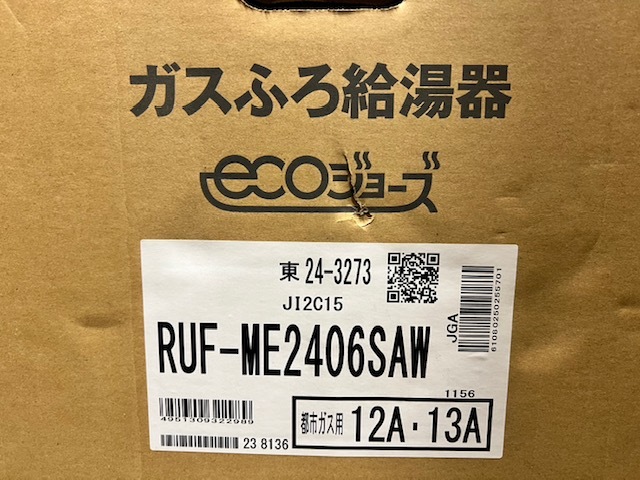 ガスふろ給湯器
ecoジョーズ
東 24-3273
JI2C15
JGA
61080250255701
RUF-ME2406SAW
1156
4951309322989
都市ガス用 12A・13A
23 8136